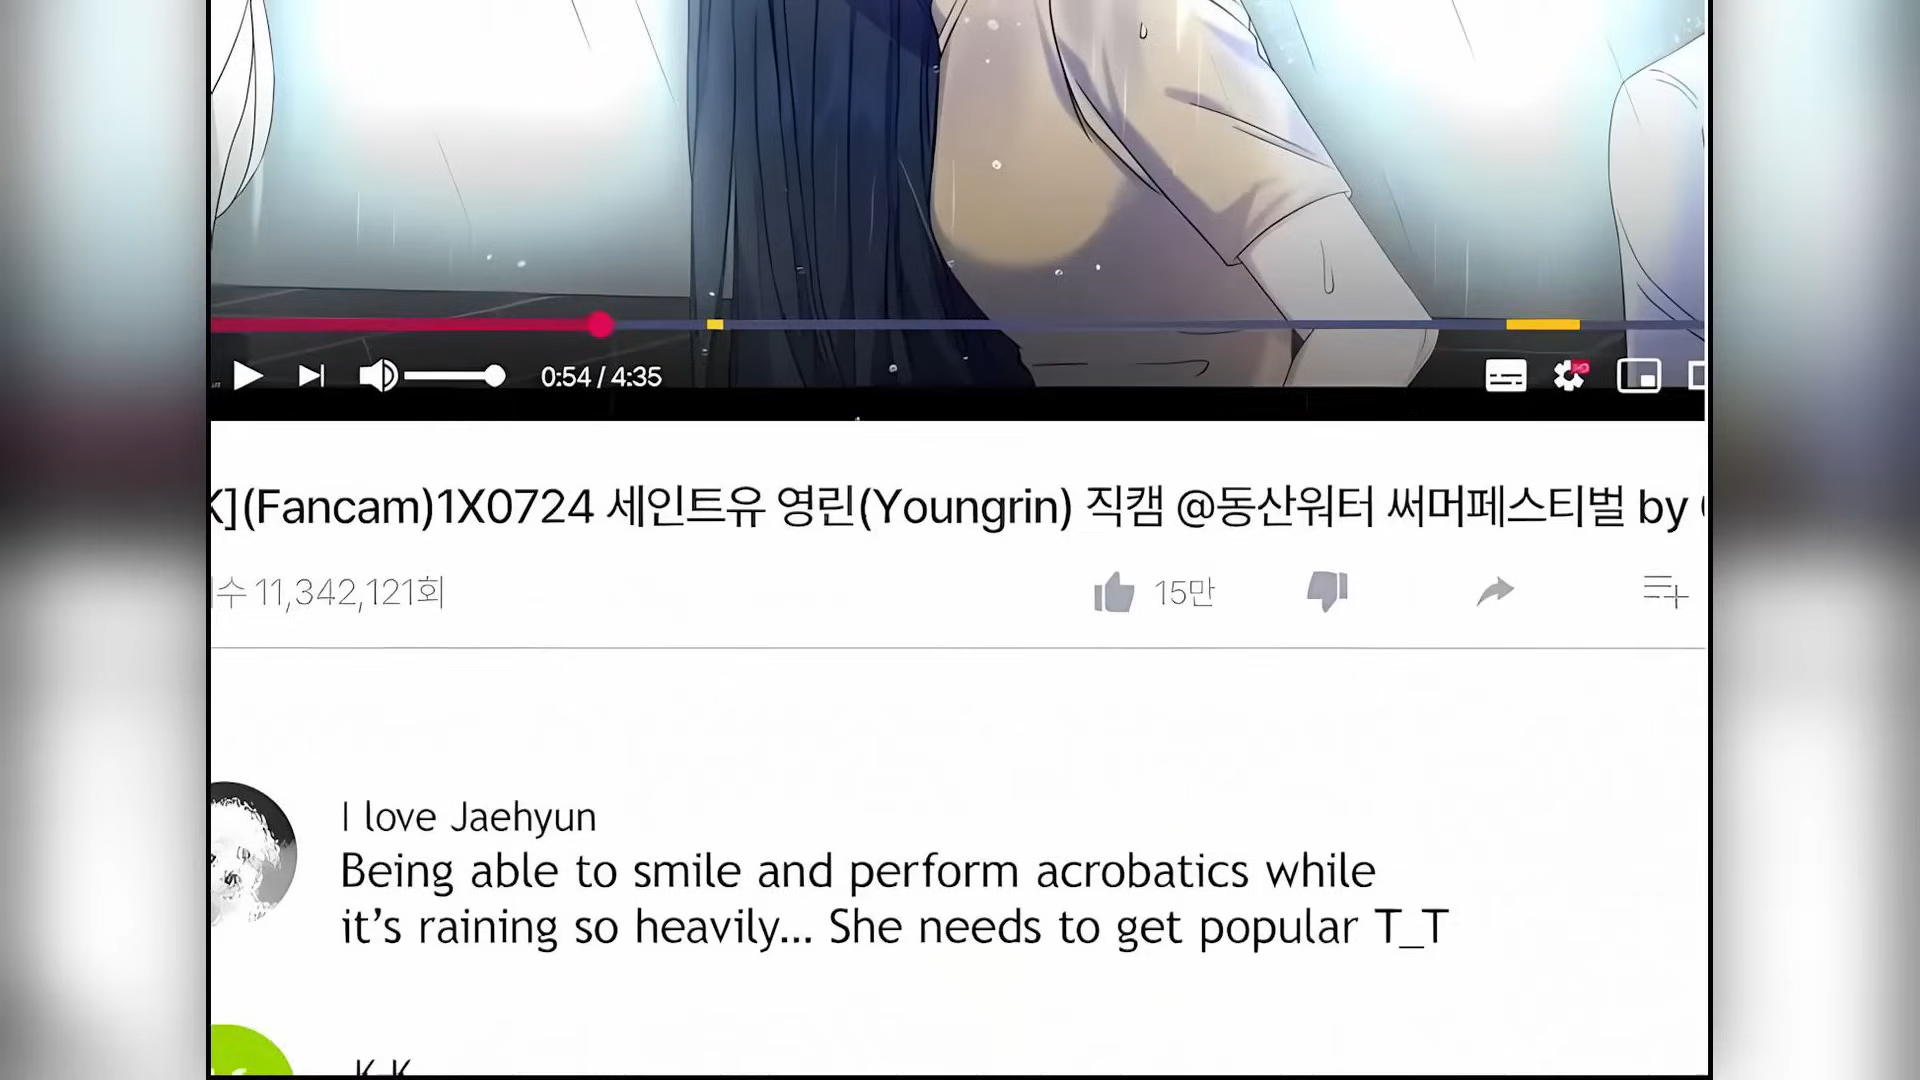 0:54 / 4:35
K](Fancam)1X0724 세인트유 영린(Youngrin) 직캠 @동산워터 써머페스티벌 by
수 11,342,121회
15만
I love Jaehyun
Being able to smile and perform acrobatics while
it's raining so heavily... She needs to get popular T_T
K K